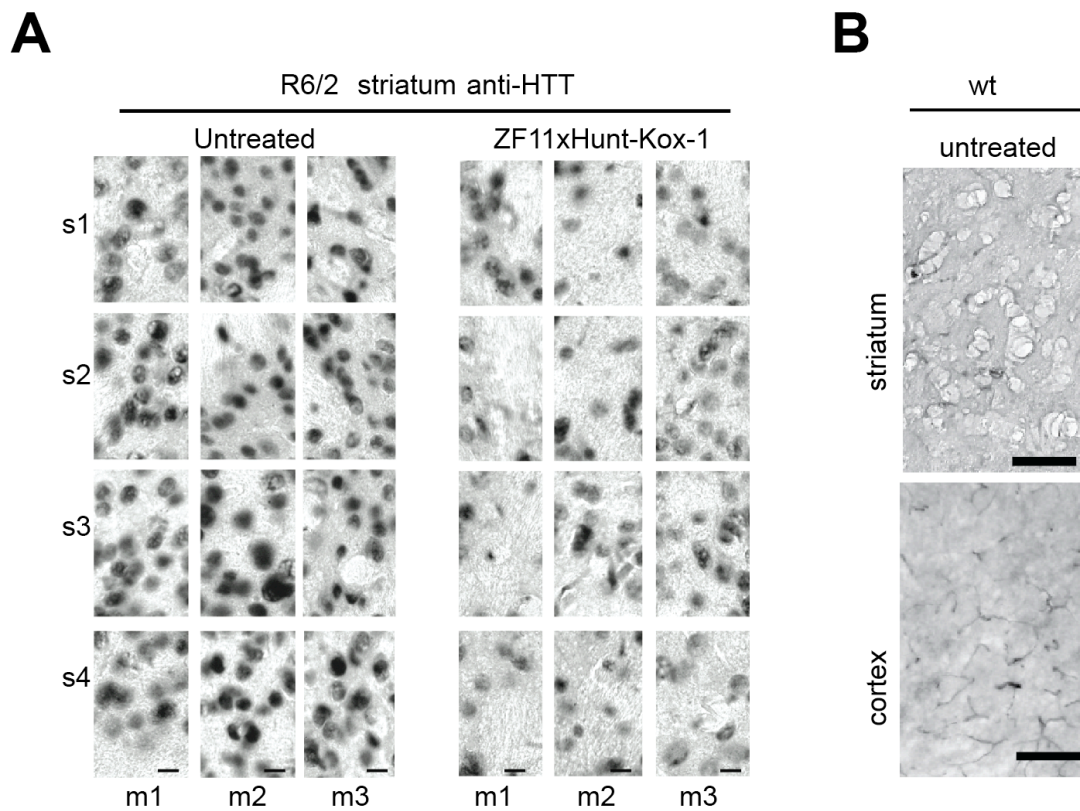 A
B
R6/2 striatum anti-HTT
wt
Untreated
ZF11xHunt-Kox-1
untreated
s1
s2
s3
s4
striatum
cortex
m1 m2 m3 m1 m2 m3